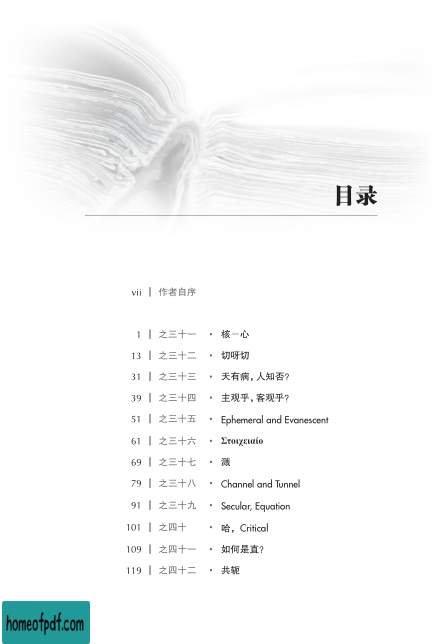 目录
vii | 作者自序
1 | 之三十一 • 核－心
13 | 之三十二 • 切呀切
31 | 之三十三 • 天有病，人知否?
39 | 之三十四 • 主观乎，客观乎?
51 | 之三十五 • Ephemeral and Evanescent
61 | 之三十六 • Στοιχειαίο
69 | 之三十七 • 溅
79 | 之三十八 • Channel and Tunnel
91 | 之三十九 • Secular, Equation
101 | 之四十 • 哈，Critical
109 | 之四十一 • 如何是直?
119 | 之四十二 • 共轭
homeofpdf.com